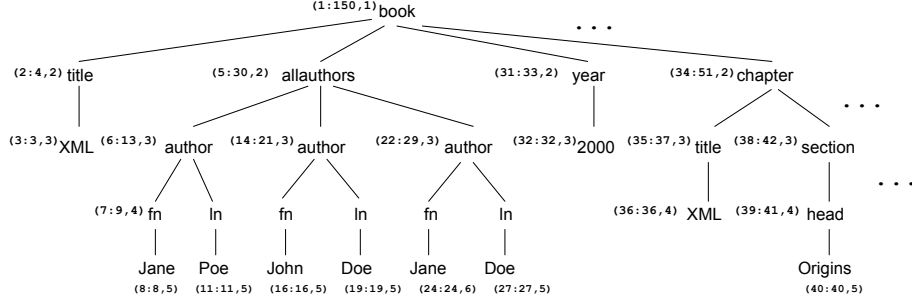 (1:150,1) book
. . .
(2:4,2) title (5:30,2) allauthors (31:33,2) year (34:51,2) chapter
. . .
(3:3,3) XML (6:13,3) author (14:21,3) author (22:29,3) author (32:32,3) 2000 (35:37,3) title (38:42,3) section
. . .
(7:9,4) fn ln fn ln fn ln (36:36,4) XML (39:41,4) head
Jane Poe John Doe Jane Doe Origins
(8:8,5) (11:11,5) (16:16,5) (19:19,5) (24:24,6) (27:27,5) (40:40,5)